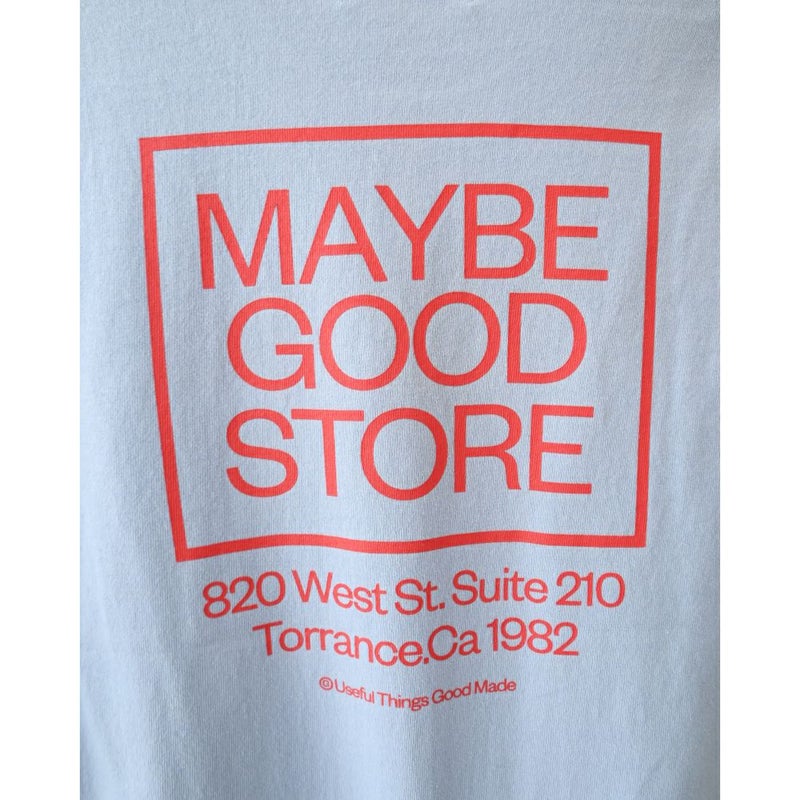 MAYBE
GOOD
STORE
820 West St. Suite 210
Torrance.Ca 1982
©Useful Things Good Made